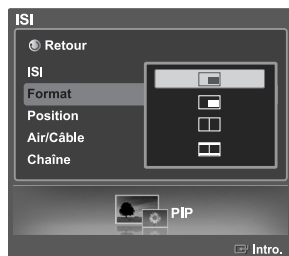 ISI
Retour
ISI
Format
Position
Air/Câble
Chaîne
PIP
Intro.